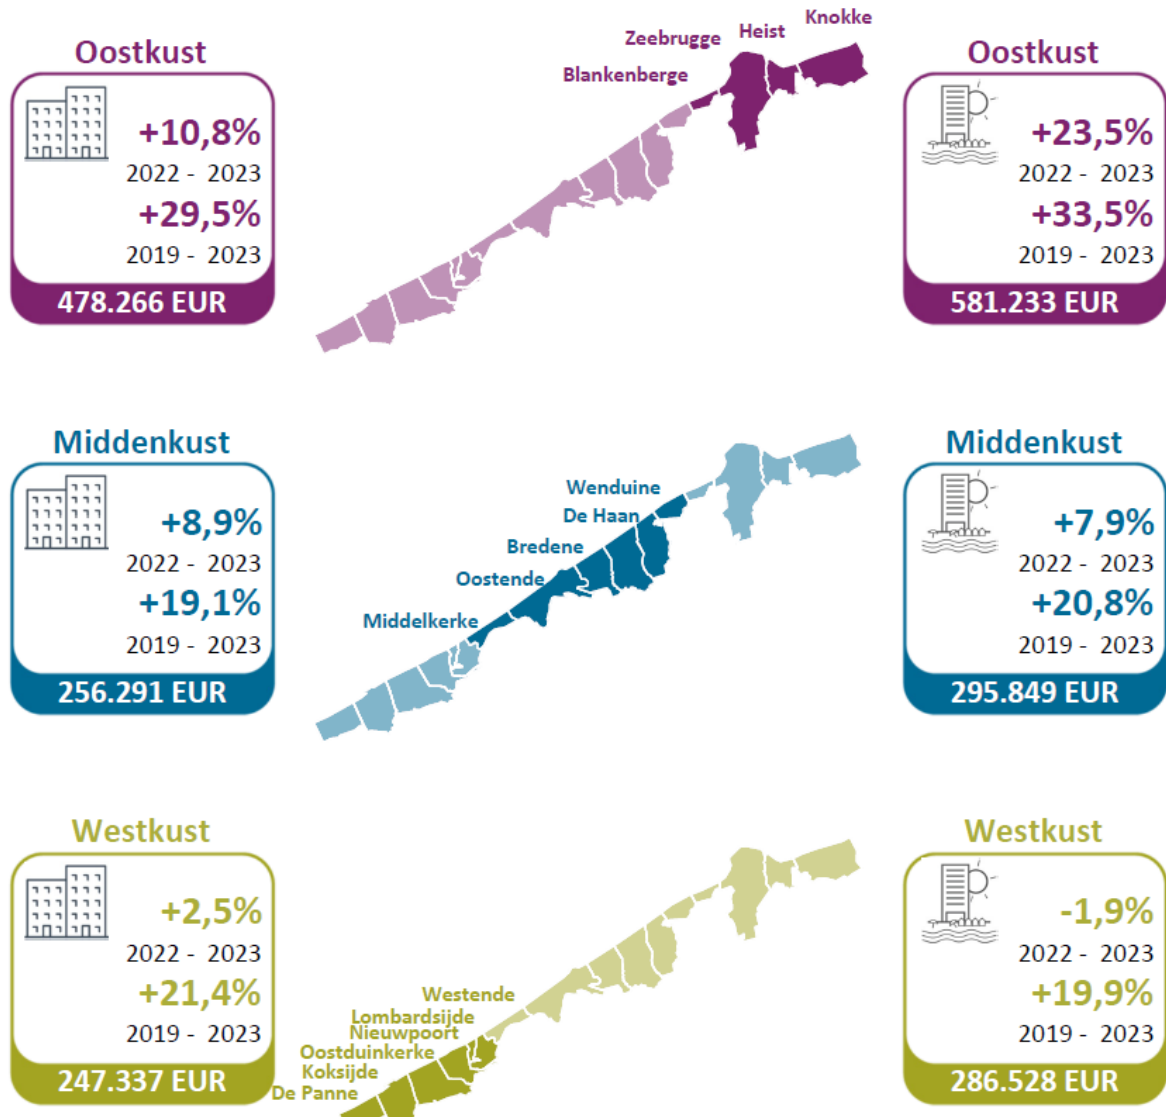 Oostkust
+10,8%
2022 - 2023
+29,5%
2019 - 2023
478.266 EUR
Knokke
Heist
Zeebrugge
Blankenberge
Oostkust
+23,5%
2022 - 2023
+33,5%
2019 - 2023
581.233 EUR
Middenkust
+8,9%
2022 - 2023
+19,1%
2019 - 2023
256.291 EUR
Wenduine
De Haan
Bredene
Oostende
Middelkerke
Middenkust
+7,9%
2022 - 2023
+20,8%
2019 - 2023
295.849 EUR
Westkust
+2,5%
2022 - 2023
+21,4%
2019 - 2023
247.337 EUR
Westende
Lombardsijde
Nieuwpoort
Oostduinkerke
Koksijde
De Panne
Westkust
-1,9%
2022 - 2023
+19,9%
2019 - 2023
286.528 EUR